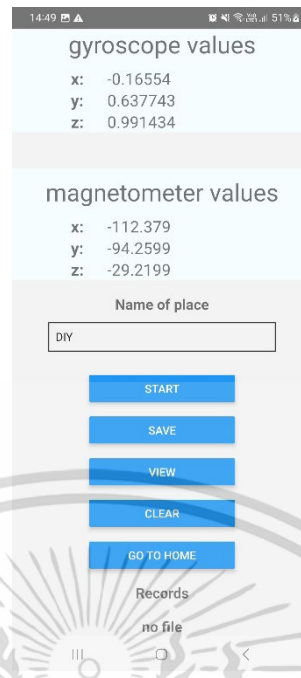 14:49 51%
gyroscope values
x: -0.16554
y: 0.637743
z: 0.991434
magnetometer values
x: -112.379
y: -94.2599
z: -29.2199
Name of place
DIY
START
SAVE
VIEW
CLEAR
GO TO HOME
Records
no file